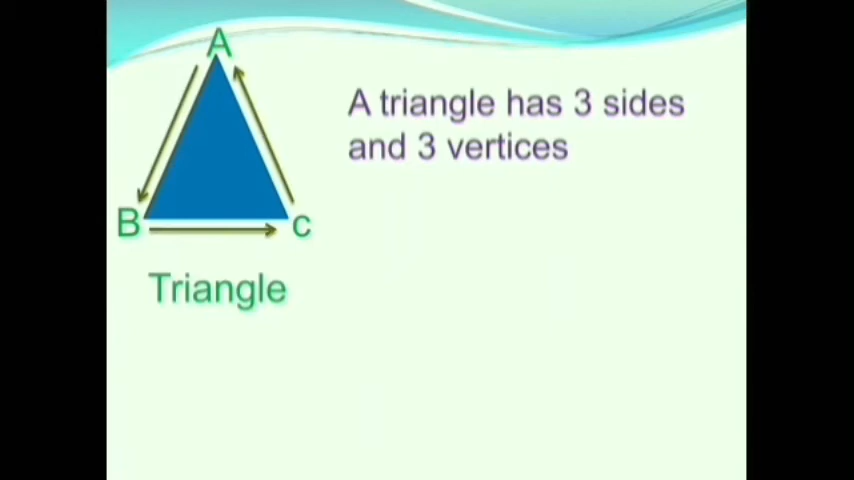 A
A triangle has 3 sides
and 3 vertices
B
c
Triangle